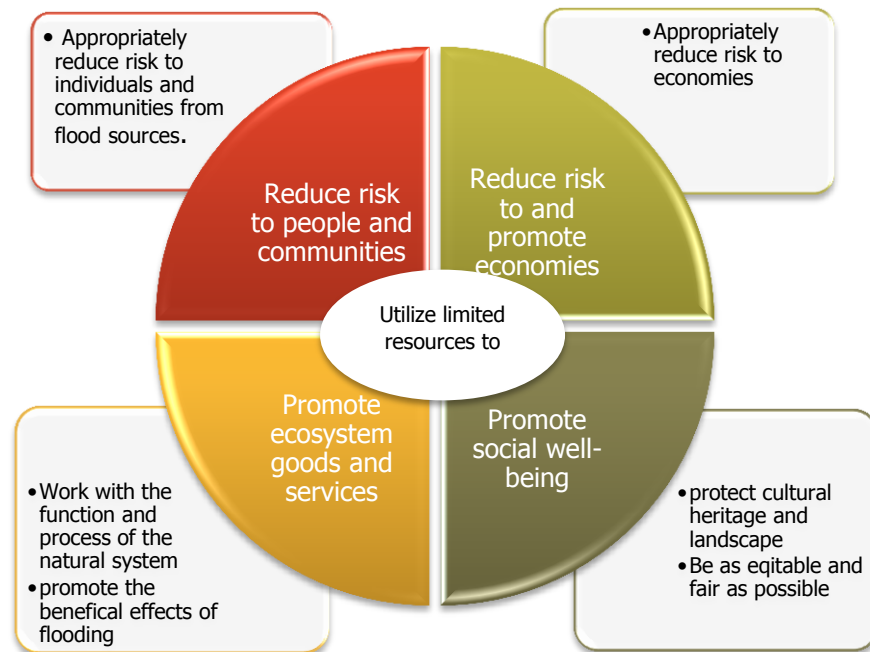 • Appropriately
reduce risk to
individuals and
communities from
flood sources.
•Appropriately
reduce risk to
economies
Reduce risk
to people and
communities
Reduce risk
to and
promote
economies
Utilize limited
resources to
Promote
ecosystem
goods and
services
Promote
social well-
being
•Work with the
function and
process of the
natural system
•promote the
benefical effects of
flooding
•protect cultural
heritage and
landscape
•Be as eqitable and
fair as possible